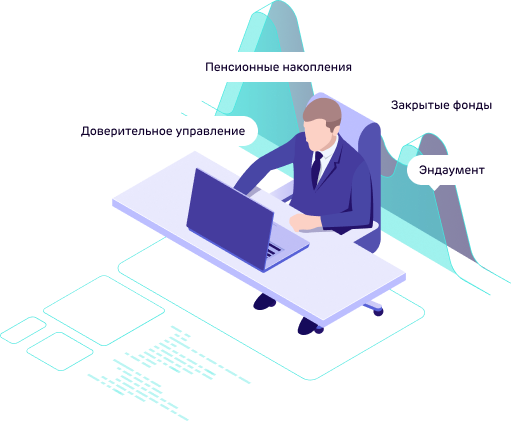 Пенсионные накопления
Закрытые фонды
Доверительное управление
Эндаумент